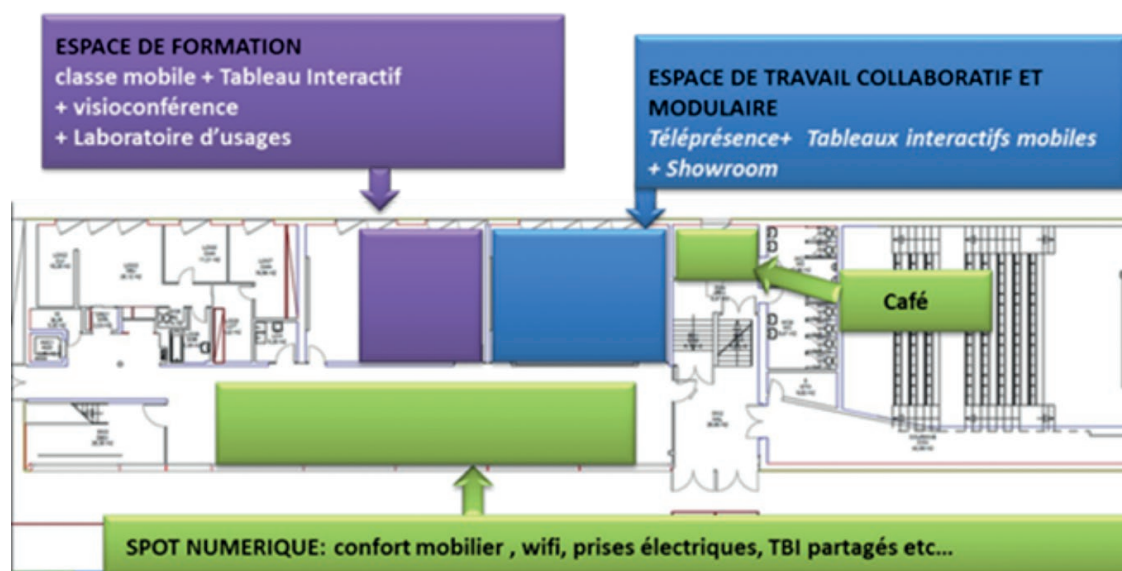 ESPACE DE FORMATION
classe mobile + Tableau Interactif
+ visioconférence
+ Laboratoire d'usages
ESPACE DE TRAVAIL COLLABORATIF ET
MODULAIRE
Téléprésence+ Tableaux interactifs mobiles
+ Showroom
Café
SPOT NUMERIQUE: confort mobilier , wifi, prises électriques, TBI partagés etc...